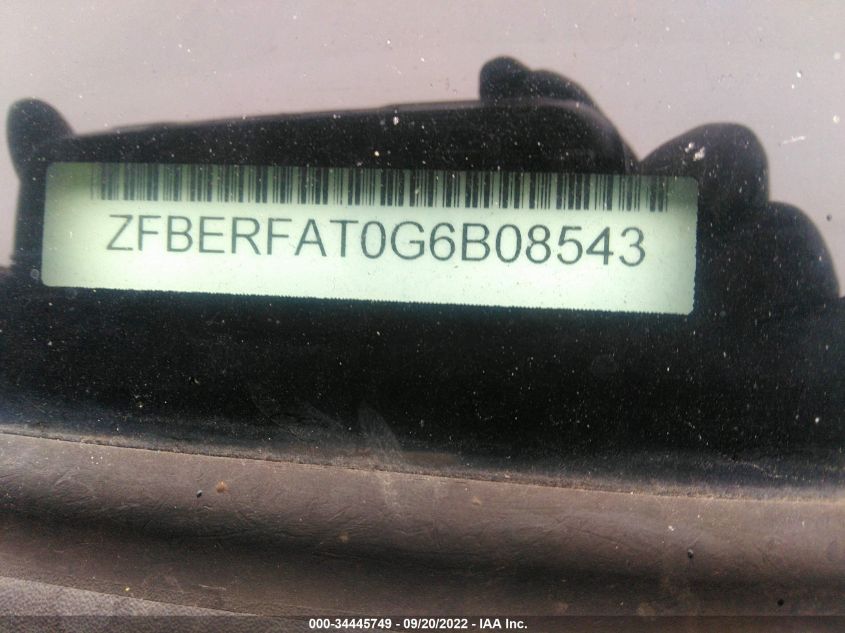 ZFBERFAT0G6B08543
000-34445749 - 09/20/2022 - IAA Inc.